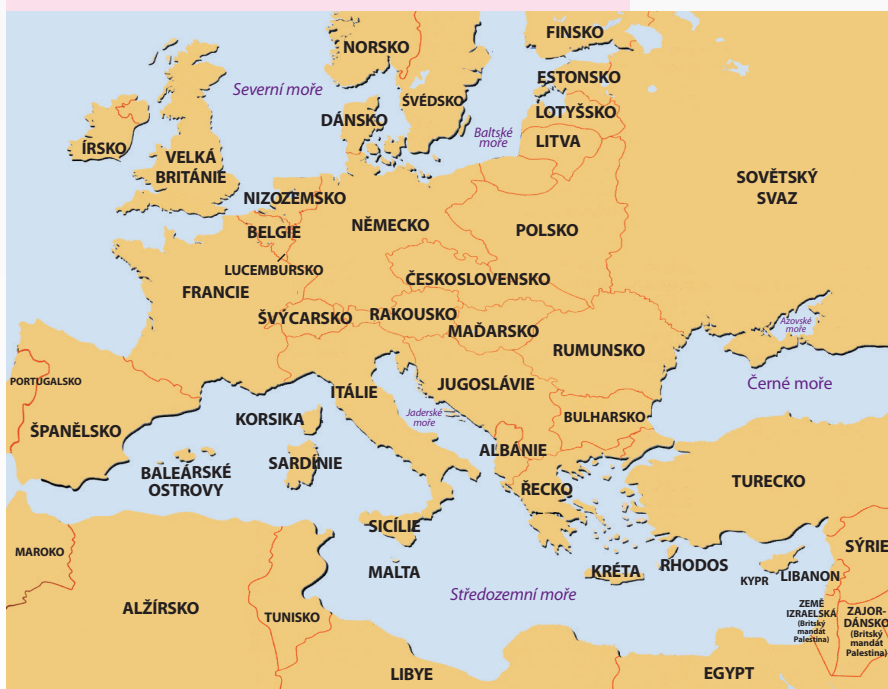 FINSKO
NORSKO
ESTONSKO
Severní moře
ŠVÉDSKO
LOTYŠSKO
DÁNSKO
Baltské
moře
LITVA
ÍRSKO
VELKÁ
BRITÁNIE
SOVĚTSKÝ
SVAZ
NIZOZEMSKO
BELGIE
NĚMECKO
POLSKO
LUCEMBURSKO
ČESKOSLOVENSKO
FRANCIE
ŠVÝCARSKO
RAKOUSKO
MAĎARSKO
Azovské
moře
RUMUNSKO
PORTUGALSKO
ITÁLIE
JUGOSLÁVIE
Černé moře
KORSIKA
Jaderské
moře
BULHARSKO
ŠPANĚLSKO
ALBÁNIE
SARDÍNIE
BALEÁRSKÉ
OSTROVY
ŘECKO
TURECKO
SICÍLIE
MAROKO
SÝRIE
MALTA
KRÉTA
RHODOS
KYPR
LIBANON
Středozemní moře
ALŽÍRSKO
TUNISKO
ZEMĚ
IZRAELSKÁ
(Britský
mandát
Palestina)
ZAJOR-
DÁNSKO
(Britský
mandát
Palestina)
LIBYE
EGYPT